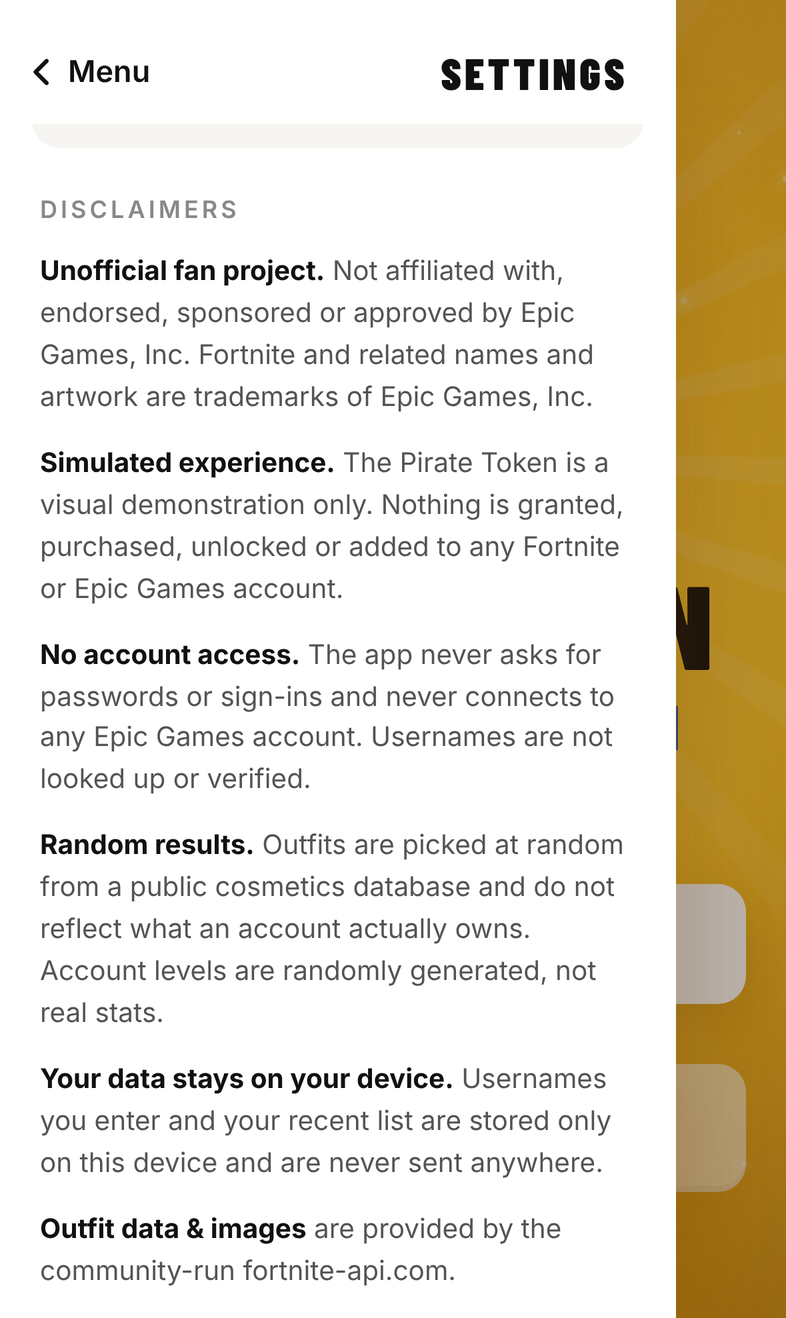 Menu
SETTINGS
DISCLAIMERS
Unofficial fan project. Not affiliated with,
endorsed, sponsored or approved by Epic
Games, Inc. Fortnite and related names and
artwork are trademarks of Epic Games, Inc.
Simulated experience. The Pirate Token is a
visual demonstration only. Nothing is granted,
purchased, unlocked or added to any Fortnite
or Epic Games account.
No account access. The app never asks for
passwords or sign-ins and never connects to
any Epic Games account. Usernames are not
looked up or verified.
Random results. Outfits are picked at random
from a public cosmetics database and do not
reflect what an account actually owns.
Account levels are randomly generated, not
real stats.
Your data stays on your device. Usernames
you enter and your recent list are stored only
on this device and are never sent anywhere.
Outfit data & images are provided by the
community-run fortnite-api.com.